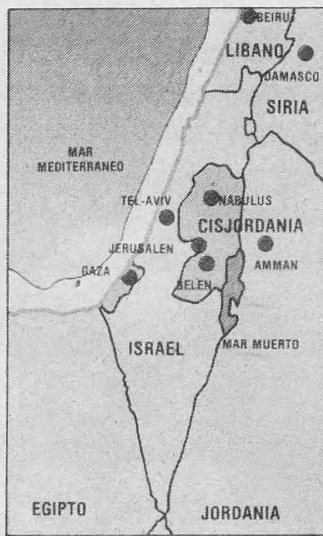 BEIRUT
LIBANO
DAMASCO
SIRIA
MAR
MEDITERRANEO
TEL-AVIV
NABULUS
CISJORDANIA
JERUSALEN
AMMAN
GAZA
BELEN
ISRAEL
MAR MUERTO
EGIPTO
JORDANIA